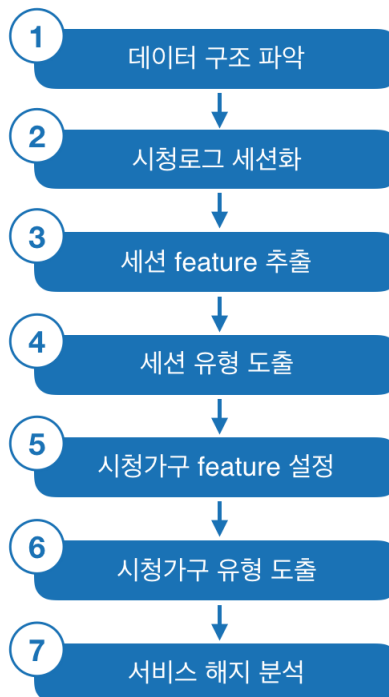 1
데이터 구조 파악
2
시청로그 세션화
3
세션 feature 추출
4
세션 유형 도출
5
시청가구 feature 설정
6
시청가구 유형 도출
7
서비스 해지 분석